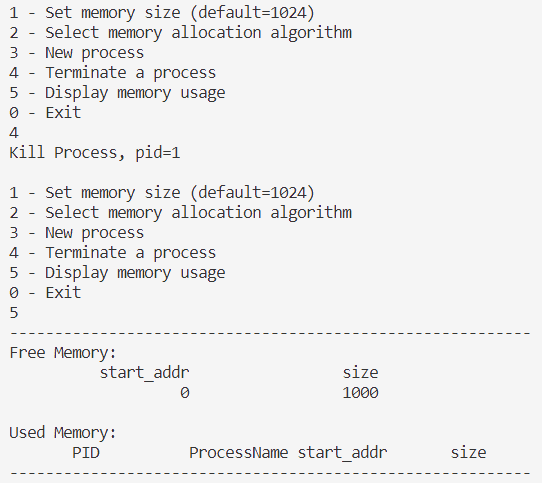 1 - Set memory size (default=1024)
2 - Select memory allocation algorithm
3 - New process
4 - Terminate a process
5 - Display memory usage
0 - Exit
4
Kill Process, pid=1

1 - Set memory size (default=1024)
2 - Select memory allocation algorithm
3 - New process
4 - Terminate a process
5 - Display memory usage
0 - Exit
5
----------------------------------------------------------
Free Memory:
          start_addr                 size
                   0                 1000

Used Memory:
       PID          ProcessName start_addr       size
----------------------------------------------------------